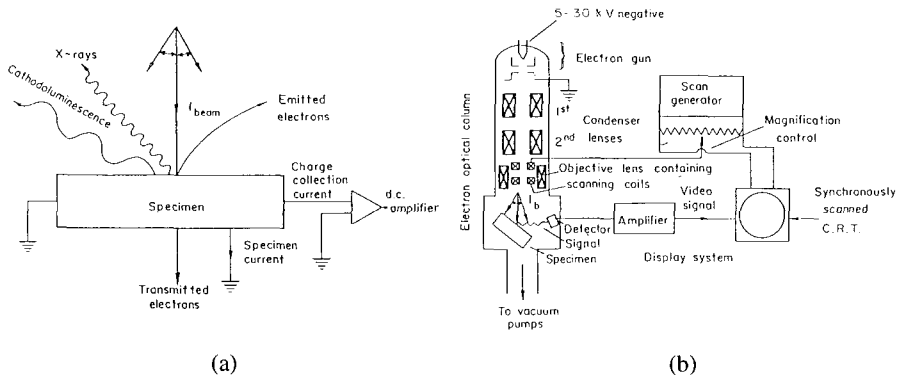 X-rays
Cathodoluminescence
I beam
Emitted
electrons
Charge
collection
current
d.c.
amplifier
Specimen
Specimen
current
Transmitted
electrons
(a)
5-30 kV negative
Electron gun
Electron optical column
1st
2nd
Condenser
lenses
Scan
generator
Magnification
control
Objective lens containing
scanning coils
Ib
Video
signal
Synchronously
scanned
C.R.T.
Amplifier
Detector
Signal
Specimen
Display system
To vacuum
pumps
(b)